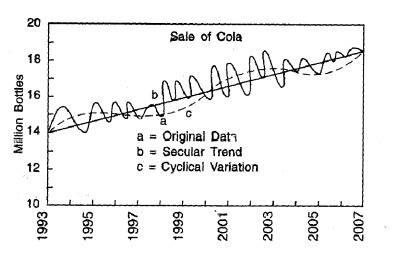 Sale of Cola
Million Bottles
20
18
16
14
12
10
b
a
c
a = Original Data
b = Secular Trend
c = Cyclical Variation
1993
1995
1997
1999
2001
2003
2005
2007